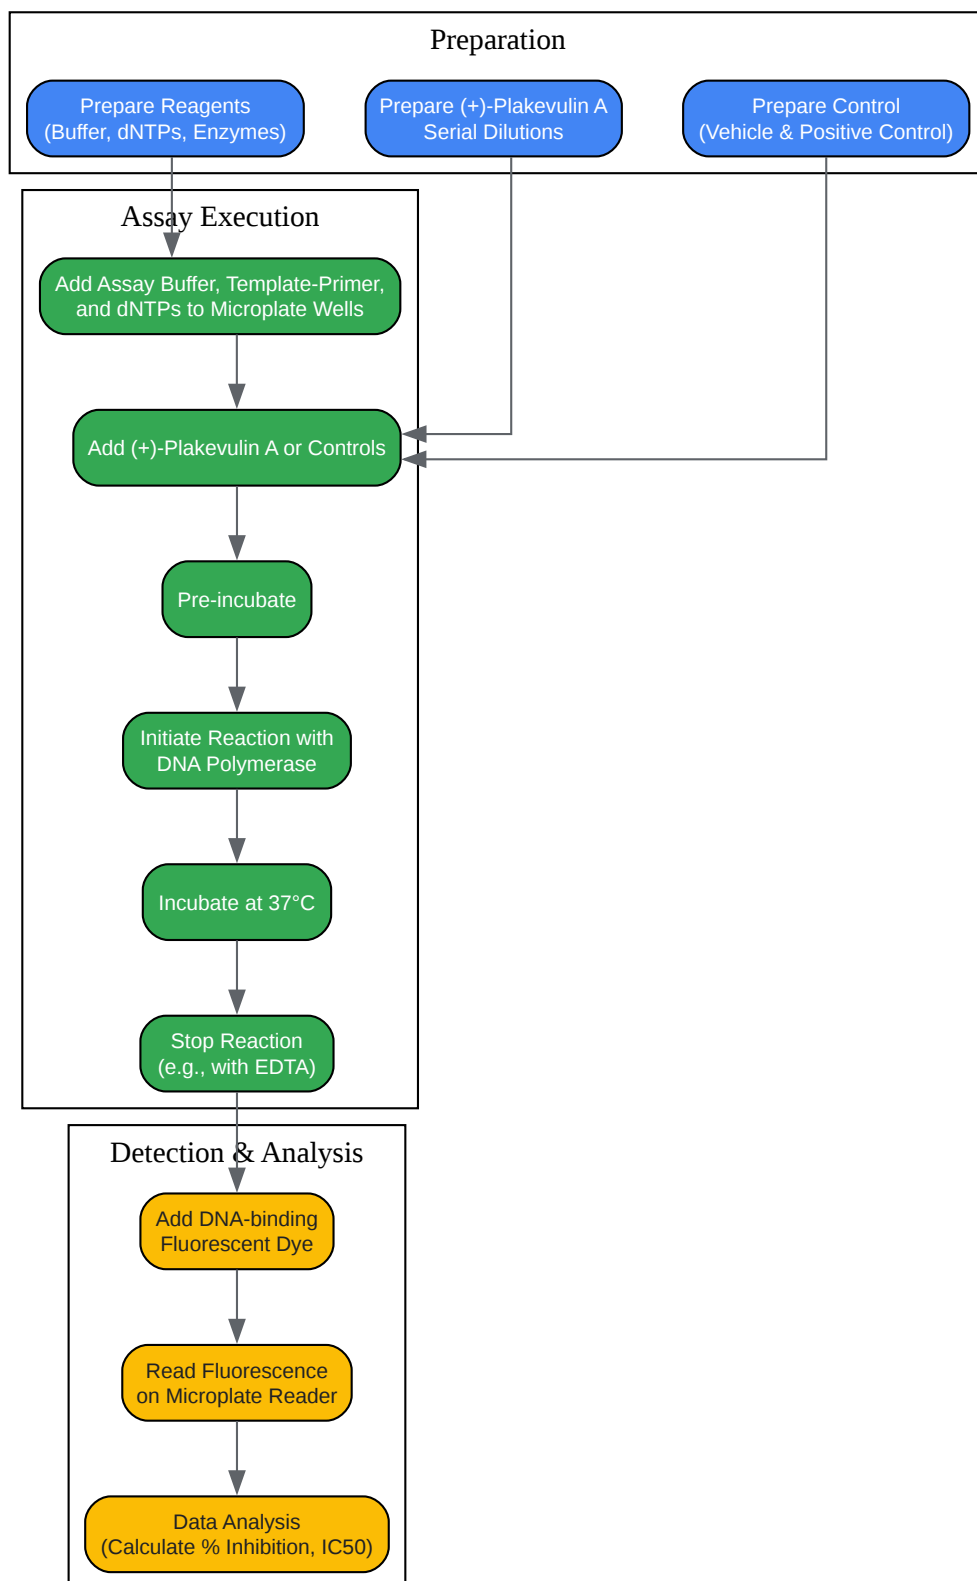 Preparation
Prepare Reagents
(Buffer, dNTPs, Enzymes)
Prepare (+)-Plakevulin A
Serial Dilutions
Prepare Control
(Vehicle & Positive Control)
Assay Execution
Add Assay Buffer, Template-Primer,
and dNTPs to Microplate Wells
Add (+)-Plakevulin A or Controls
Pre-incubate
Initiate Reaction with
DNA Polymerase
Incubate at 37°C
Stop Reaction
(e.g., with EDTA)
Detection & Analysis
Add DNA-binding
Fluorescent Dye
Read Fluorescence
on Microplate Reader
Data Analysis
(Calculate % Inhibition, IC50)